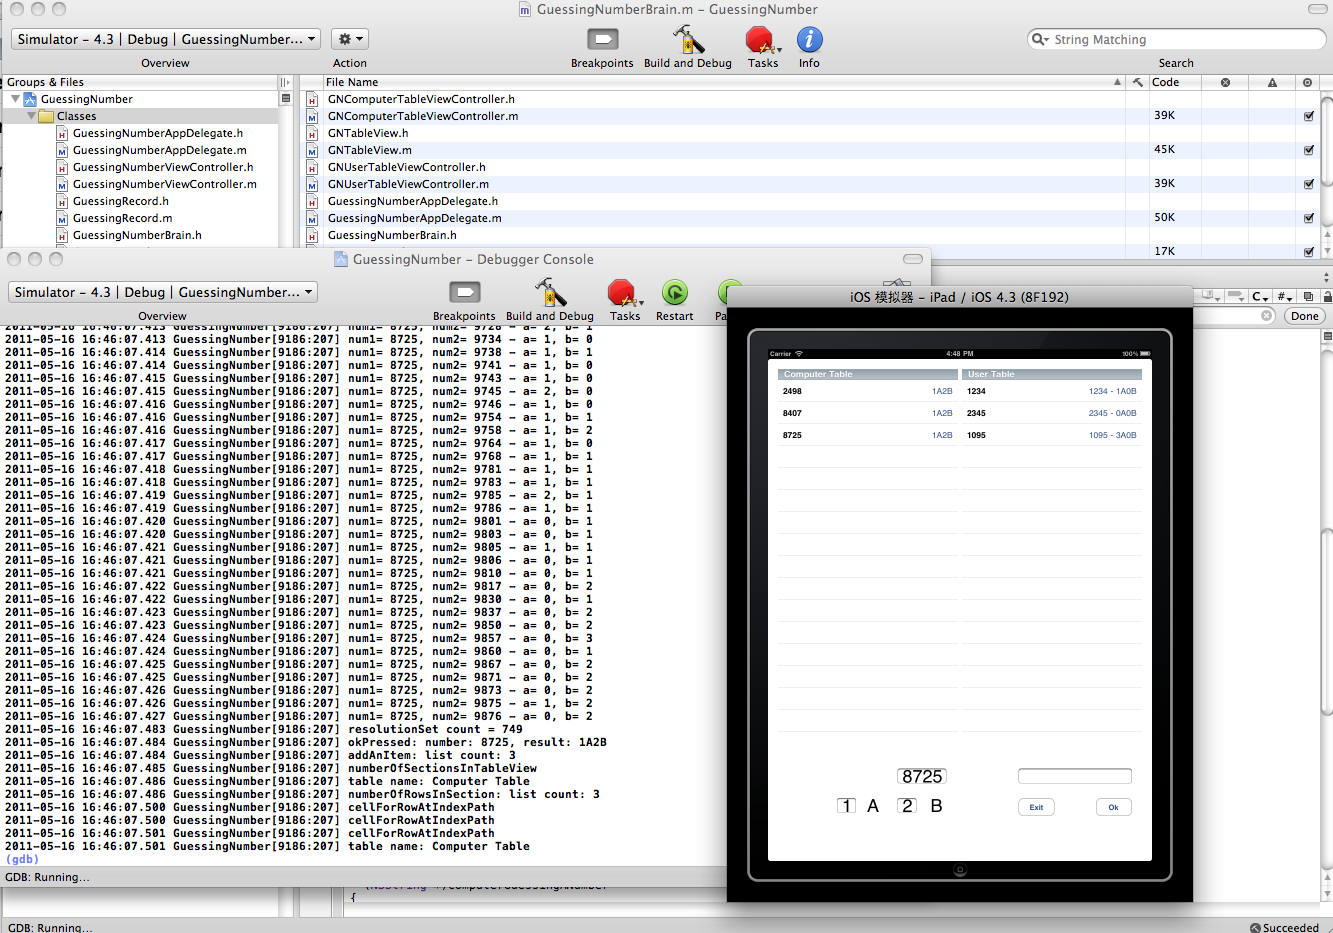 GuessingNumberBrain.m – GuessingNumber
Simulator – 4.3 | Debug | GuessingNumber...
Overview
Action
Breakpoints
Build and Debug
Tasks
Info
String Matching
Search
Groups & Files
GuessingNumber
Classes
GuessingNumberAppDelegate.h
GuessingNumberAppDelegate.m
GuessingNumberViewController.h
GuessingNumberViewController.m
GuessingRecord.h
GuessingRecord.m
GuessingNumberBrain.h
File Name
Code
GNComputerTableViewController.h
GNComputerTableViewController.m 39K
GNTableView.h
GNTableView.m 45K
GNUserTableViewController.h
GNUserTableViewController.m 39K
GuessingNumberAppDelegate.h
GuessingNumberAppDelegate.m 50K
GuessingNumberBrain.h
17K
GuessingNumber – Debugger Console
Simulator – 4.3 | Debug | GuessingNumber...
Overview
Breakpoints
Build and Debug
Tasks
Restart
Pa
2011-05-16 16:46:07.413 GuessingNumber[9186:207] num1= 8725, num2= 9728 – a= 2, b= 1
2011-05-16 16:46:07.413 GuessingNumber[9186:207] num1= 8725, num2= 9734 – a= 1, b= 0
2011-05-16 16:46:07.414 GuessingNumber[9186:207] num1= 8725, num2= 9738 – a= 1, b= 1
2011-05-16 16:46:07.414 GuessingNumber[9186:207] num1= 8725, num2= 9741 – a= 1, b= 0
2011-05-16 16:46:07.415 GuessingNumber[9186:207] num1= 8725, num2= 9743 – a= 1, b= 0
2011-05-16 16:46:07.415 GuessingNumber[9186:207] num1= 8725, num2= 9745 – a= 2, b= 0
2011-05-16 16:46:07.415 GuessingNumber[9186:207] num1= 8725, num2= 9746 – a= 1, b= 0
2011-05-16 16:46:07.416 GuessingNumber[9186:207] num1= 8725, num2= 9754 – a= 1, b= 1
2011-05-16 16:46:07.416 GuessingNumber[9186:207] num1= 8725, num2= 9758 – a= 1, b= 2
2011-05-16 16:46:07.417 GuessingNumber[9186:207] num1= 8725, num2= 9764 – a= 1, b= 0
2011-05-16 16:46:07.417 GuessingNumber[9186:207] num1= 8725, num2= 9768 – a= 1, b= 1
2011-05-16 16:46:07.418 GuessingNumber[9186:207] num1= 8725, num2= 9781 – a= 1, b= 1
2011-05-16 16:46:07.418 GuessingNumber[9186:207] num1= 8725, num2= 9783 – a= 1, b= 1
2011-05-16 16:46:07.419 GuessingNumber[9186:207] num1= 8725, num2= 9785 – a= 2, b= 1
2011-05-16 16:46:07.419 GuessingNumber[9186:207] num1= 8725, num2= 9786 – a= 1, b= 1
2011-05-16 16:46:07.420 GuessingNumber[9186:207] num1= 8725, num2= 9801 – a= 0, b= 1
2011-05-16 16:46:07.420 GuessingNumber[9186:207] num1= 8725, num2= 9803 – a= 0, b= 1
2011-05-16 16:46:07.421 GuessingNumber[9186:207] num1= 8725, num2= 9805 – a= 1, b= 1
2011-05-16 16:46:07.421 GuessingNumber[9186:207] num1= 8725, num2= 9806 – a= 0, b= 1
2011-05-16 16:46:07.421 GuessingNumber[9186:207] num1= 8725, num2= 9810 – a= 0, b= 1
2011-05-16 16:46:07.422 GuessingNumber[9186:207] num1= 8725, num2= 9817 – a= 0, b= 2
2011-05-16 16:46:07.422 GuessingNumber[9186:207] num1= 8725, num2= 9830 – a= 0, b= 1
2011-05-16 16:46:07.423 GuessingNumber[9186:207] num1= 8725, num2= 9837 – a= 0, b= 2
2011-05-16 16:46:07.423 GuessingNumber[9186:207] num1= 8725, num2= 9850 – a= 0, b= 2
2011-05-16 16:46:07.424 GuessingNumber[9186:207] num1= 8725, num2= 9857 – a= 0, b= 3
2011-05-16 16:46:07.424 GuessingNumber[9186:207] num1= 8725, num2= 9860 – a= 0, b= 1
2011-05-16 16:46:07.425 GuessingNumber[9186:207] num1= 8725, num2= 9867 – a= 0, b= 2
2011-05-16 16:46:07.425 GuessingNumber[9186:207] num1= 8725, num2= 9871 – a= 0, b= 2
2011-05-16 16:46:07.426 GuessingNumber[9186:207] num1= 8725, num2= 9873 – a= 0, b= 2
2011-05-16 16:46:07.426 GuessingNumber[9186:207] num1= 8725, num2= 9875 – a= 1, b= 2
2011-05-16 16:46:07.427 GuessingNumber[9186:207] num1= 8725, num2= 9876 – a= 0, b= 2
2011-05-16 16:46:07.483 GuessingNumber[9186:207] resolutionSet count = 749
2011-05-16 16:46:07.484 GuessingNumber[9186:207] okPressed: number: 8725, result: 1A2B
2011-05-16 16:46:07.484 GuessingNumber[9186:207] addAnItem: list count: 3
2011-05-16 16:46:07.485 GuessingNumber[9186:207] numberOfSectionsInTableView
2011-05-16 16:46:07.486 GuessingNumber[9186:207] table name: Computer Table
2011-05-16 16:46:07.486 GuessingNumber[9186:207] numberOfRowsInSection: list count: 3
2011-05-16 16:46:07.500 GuessingNumber[9186:207] cellForRowAtIndexPath
2011-05-16 16:46:07.500 GuessingNumber[9186:207] cellForRowAtIndexPath
2011-05-16 16:46:07.501 GuessingNumber[9186:207] cellForRowAtIndexPath
2011-05-16 16:46:07.501 GuessingNumber[9186:207] table name: Computer Table
(gdb)
GDB: Running...
{
GDB: Running...
Succeeded
C
#
Done
iOS 模拟器 – iPad / iOS 4.3 (8F192)
Carrier 4:48 PM 100%
Computer Table User Table
2498 1A2B 1234 1234 - 1A0B
8407 1A2B 2345 2345 - 0A0B
8725 1A2B 1095 1095 - 3A0B
8725
1 A 2 B
Exit Ok